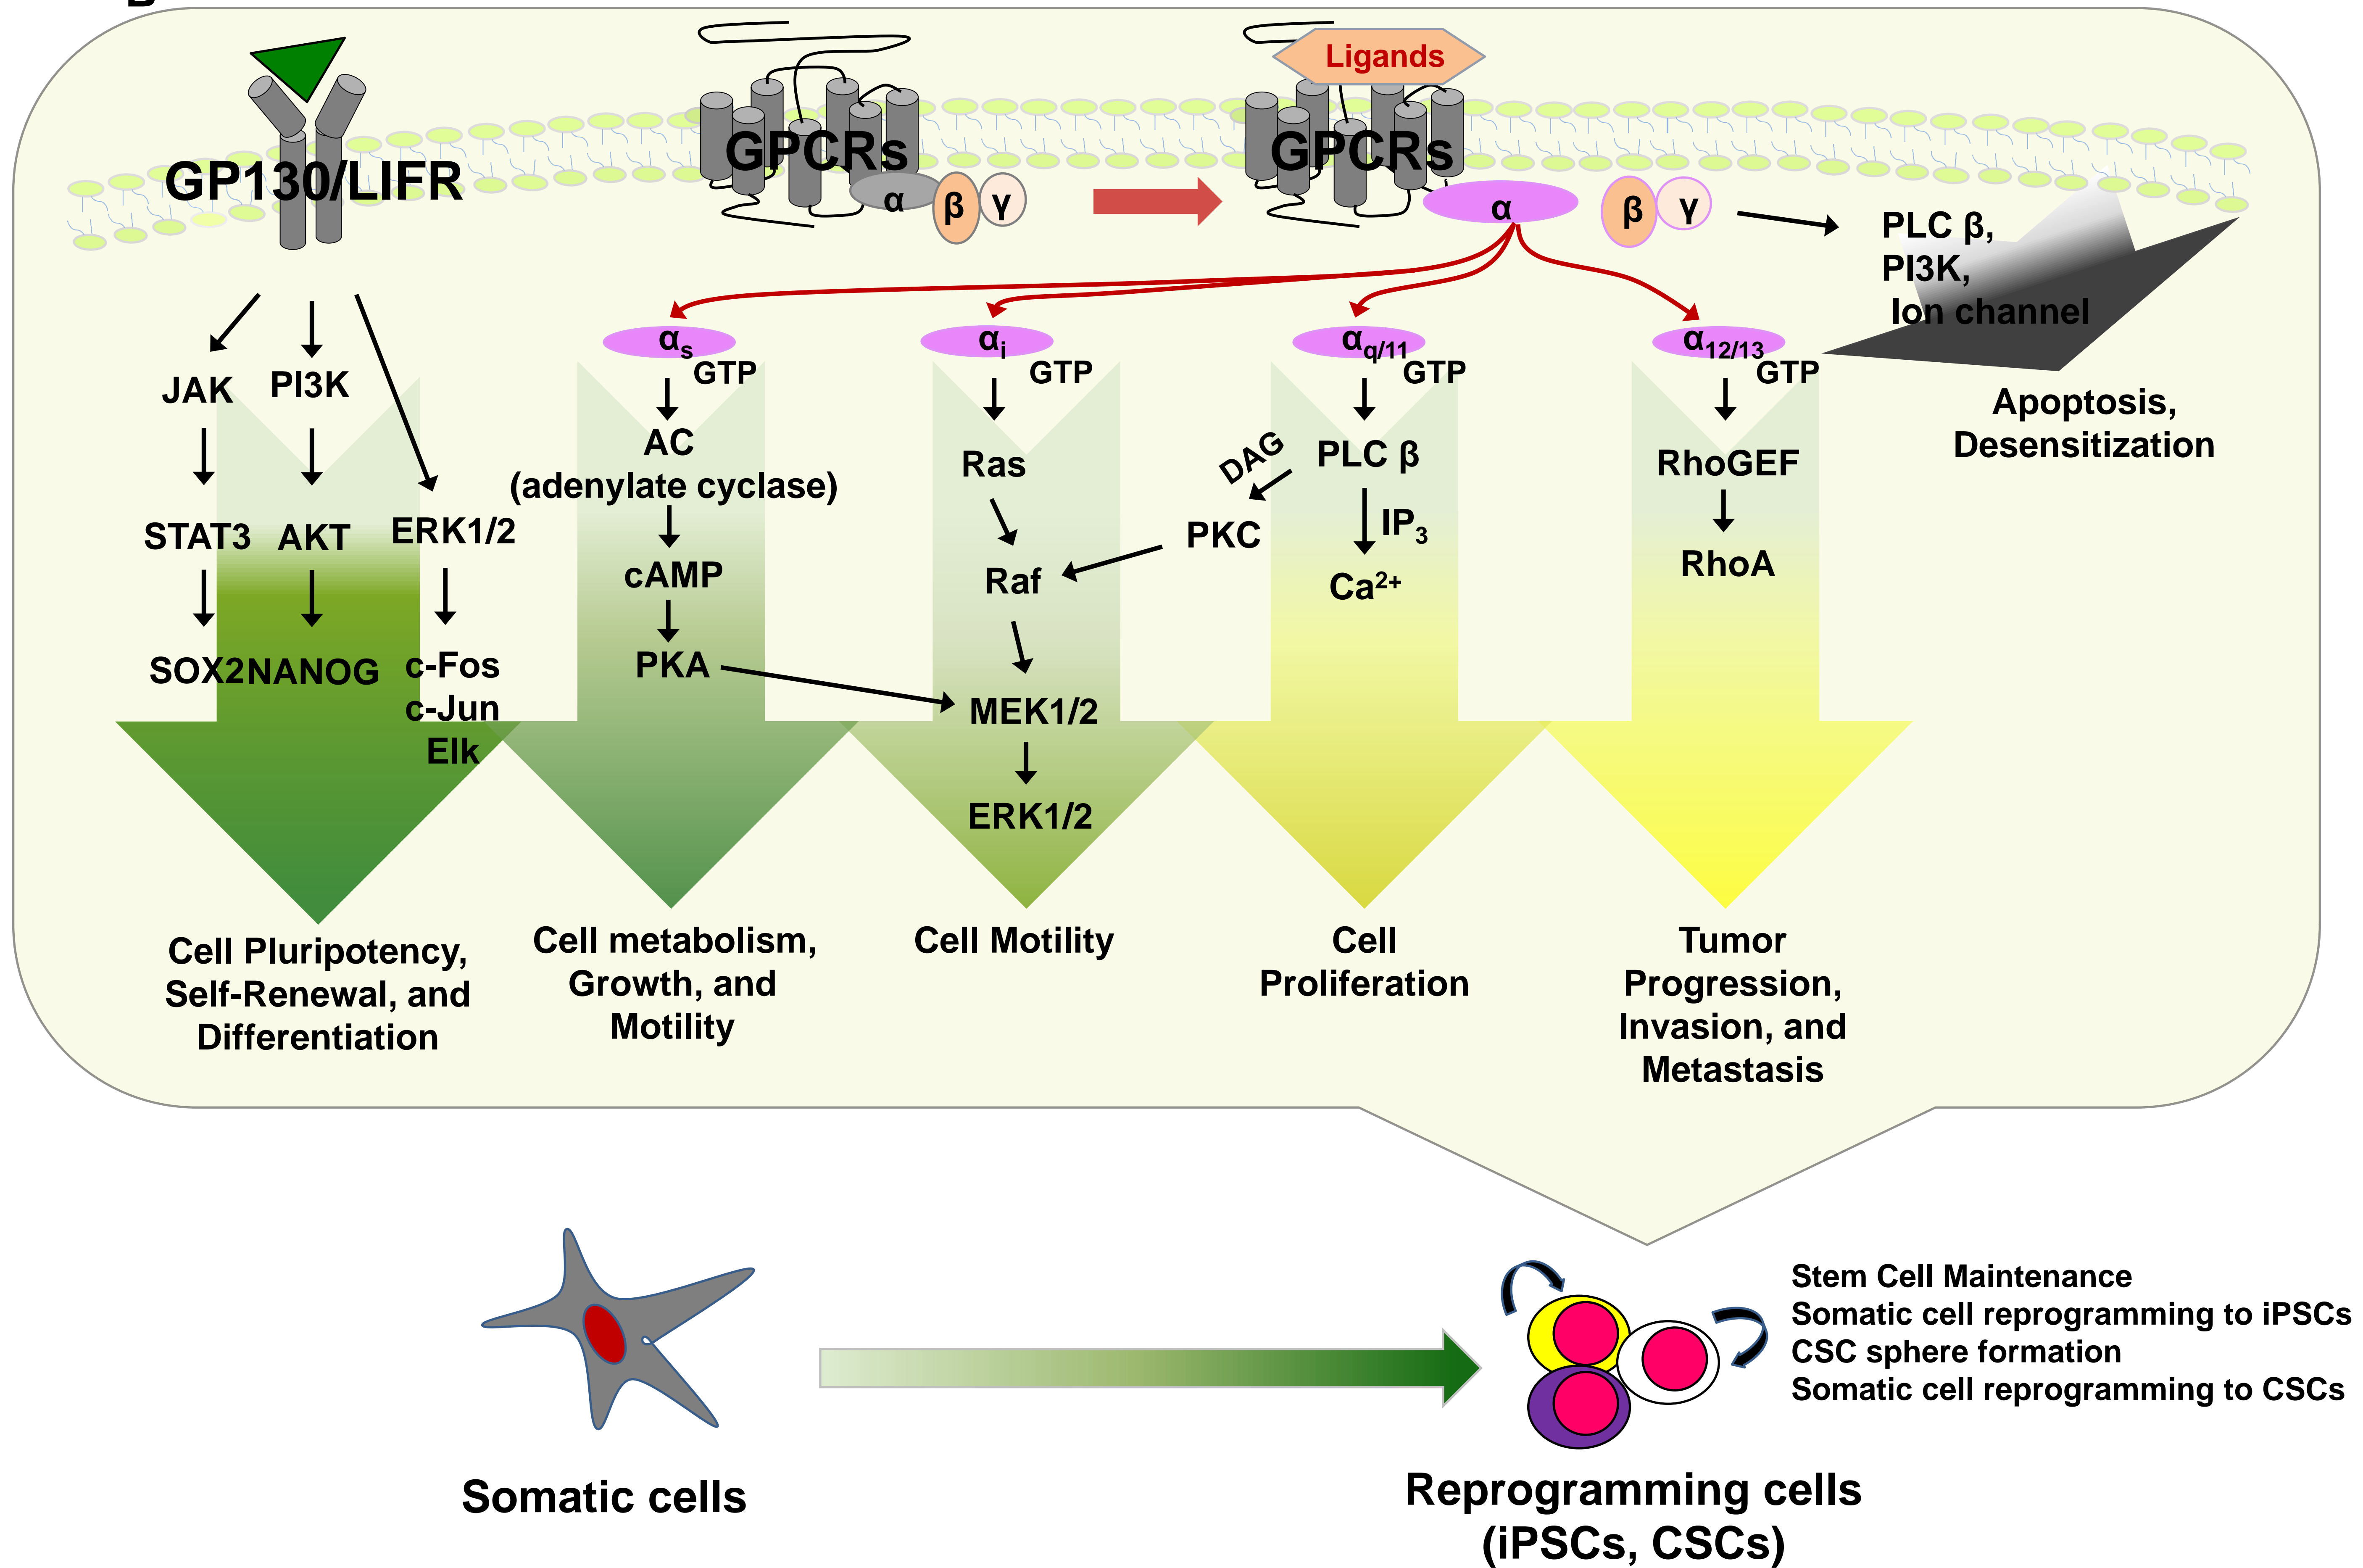 B
Ligands
GP130/LIFR
GPCRs
α
β
γ
GPCRs
α
β
γ
PLC β,
PI3K,
Ion channel
Apoptosis,
Desensitization
JAK
PI3K
STAT3
AKT
ERK1/2
SOX2
NANOG
c-Fos
c-Jun
Elk
αs
GTP
AC
(adenylate cyclase)
cAMP
PKA
αi
GTP
Ras
Raf
MEK1/2
ERK1/2
αq/11
GTP
DAG
PLC β
PKC
IP3
Ca2+
α12/13
GTP
RhoGEF
RhoA
Cell Pluripotency,
Self-Renewal, and
Differentiation
Cell metabolism,
Growth, and
Motility
Cell Motility
Cell
Proliferation
Tumor
Progression,
Invasion, and
Metastasis
Stem Cell Maintenance
Somatic cell reprogramming to iPSCs
CSC sphere formation
Somatic cell reprogramming to CSCs
Somatic cells
Reprogramming cells
(iPSCs, CSCs)